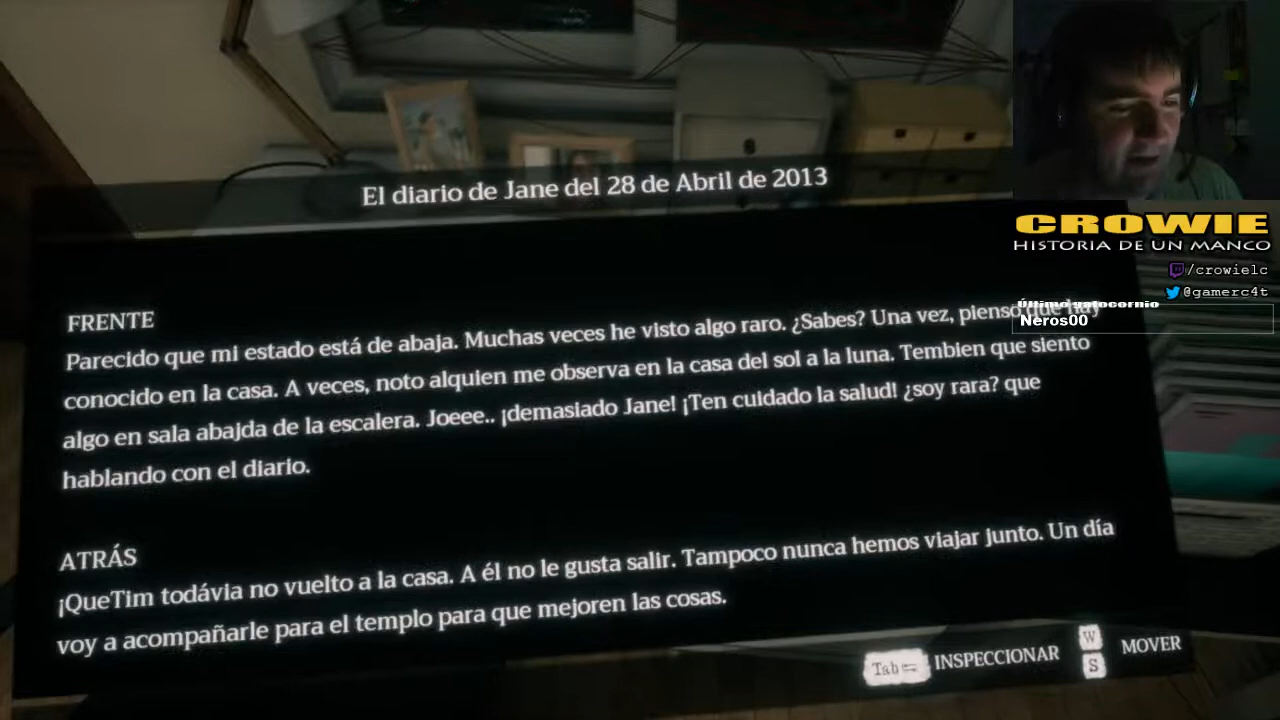 El diario de Jane del 28 de Abril de 2013
FRENTE
Parecido que mi estado está de abaja. Muchas veces he visto algo raro. ¿Sabes? Una vez, pienso que hay
conocido en la casa. A veces, noto alquien me observa en la casa del sol a la luna. Tembien que siento
algo en sala abajda de la escalera. Joeee.. ¡demasiado Jane! ¡Ten cuidado la salud! ¿soy rara? que
hablando con el diario.
ATRÁS
¡QueTim todávia no vuelto a la casa. A él no le gusta salir. Tampoco nunca hemos viajar junto. Un día
voy a acompañarle para el templo para que mejoren las cosas.
Tab INSPECCIONAR
W
S
MOVER
CROWIE
HISTORIA DE UN MANCO
/crowielc
@gamerc4t
Último gatocornio
Neros00